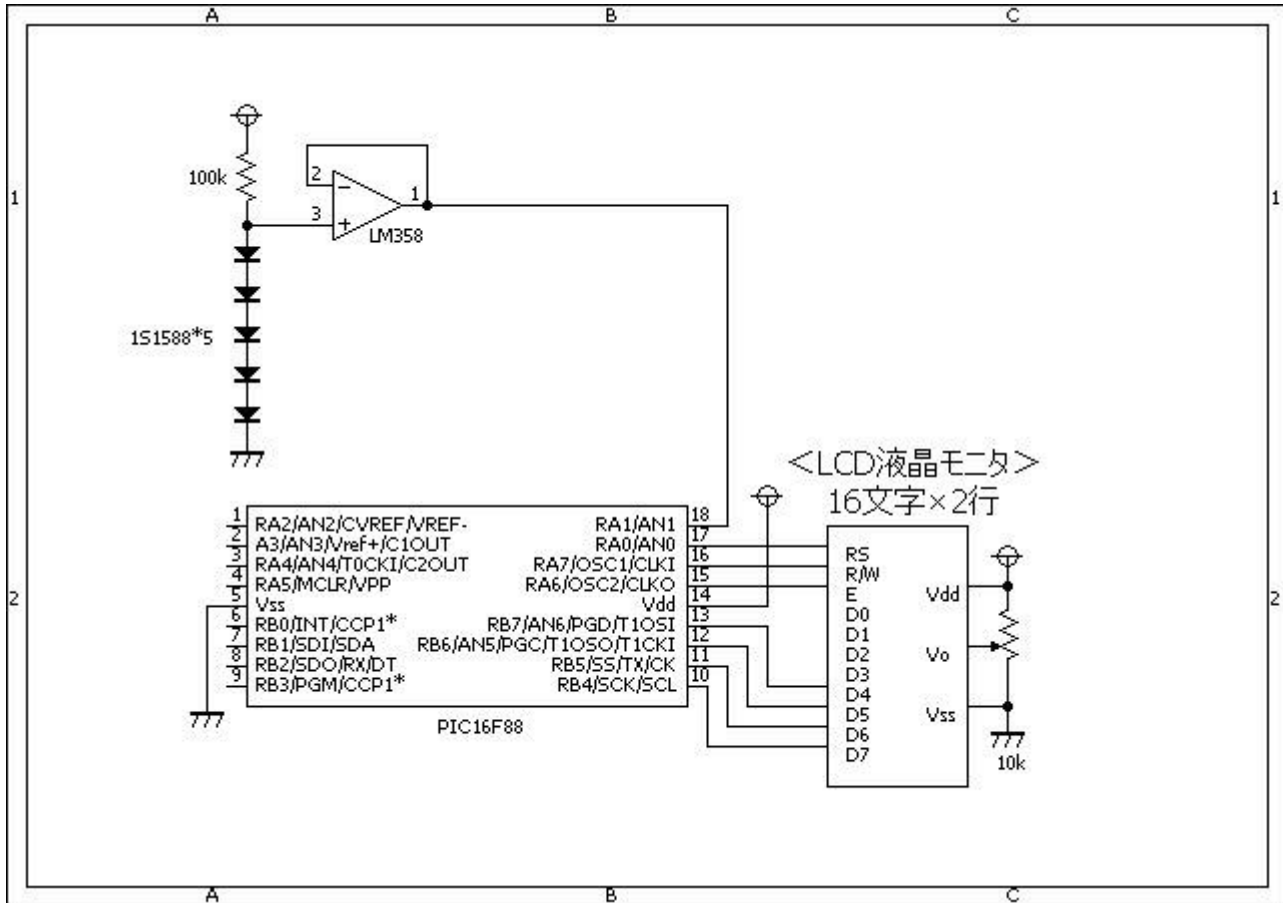 A
B
C
1
1
100k
2
-
1
3
+
LM358
1S1588*5
<LCD液晶モニタ>
16文字×2行
1 RA2/AN2/CVREF/VREF-
2 A3/AN3/Vref+/C1OUT
3 RA4/AN4/T0CKI/C2OUT
4 RA5/MCLR/VPP
5 Vss
6 RB0/INT/CCP1*
7 RB1/SDI/SDA
8 RB2/SDO/RX/DT
9 RB3/PGM/CCP1*
RA1/AN1 18
RA0/AN0 17
RA7/OSC1/CLKI 16
RA6/OSC2/CLKO 15
Vdd 14
RB7/AN6/PGD/T1OSI 13
RB6/AN5/PGC/T1OSO/T1CKI 12
RB5/SS/TX/CK 11
RB4/SCK/SCL 10
PIC16F88
RS
R/W
E
D0
D1
D2
D3
D4
D5
D6
D7
Vdd
Vo
Vss
10k
2
2
A
B
C